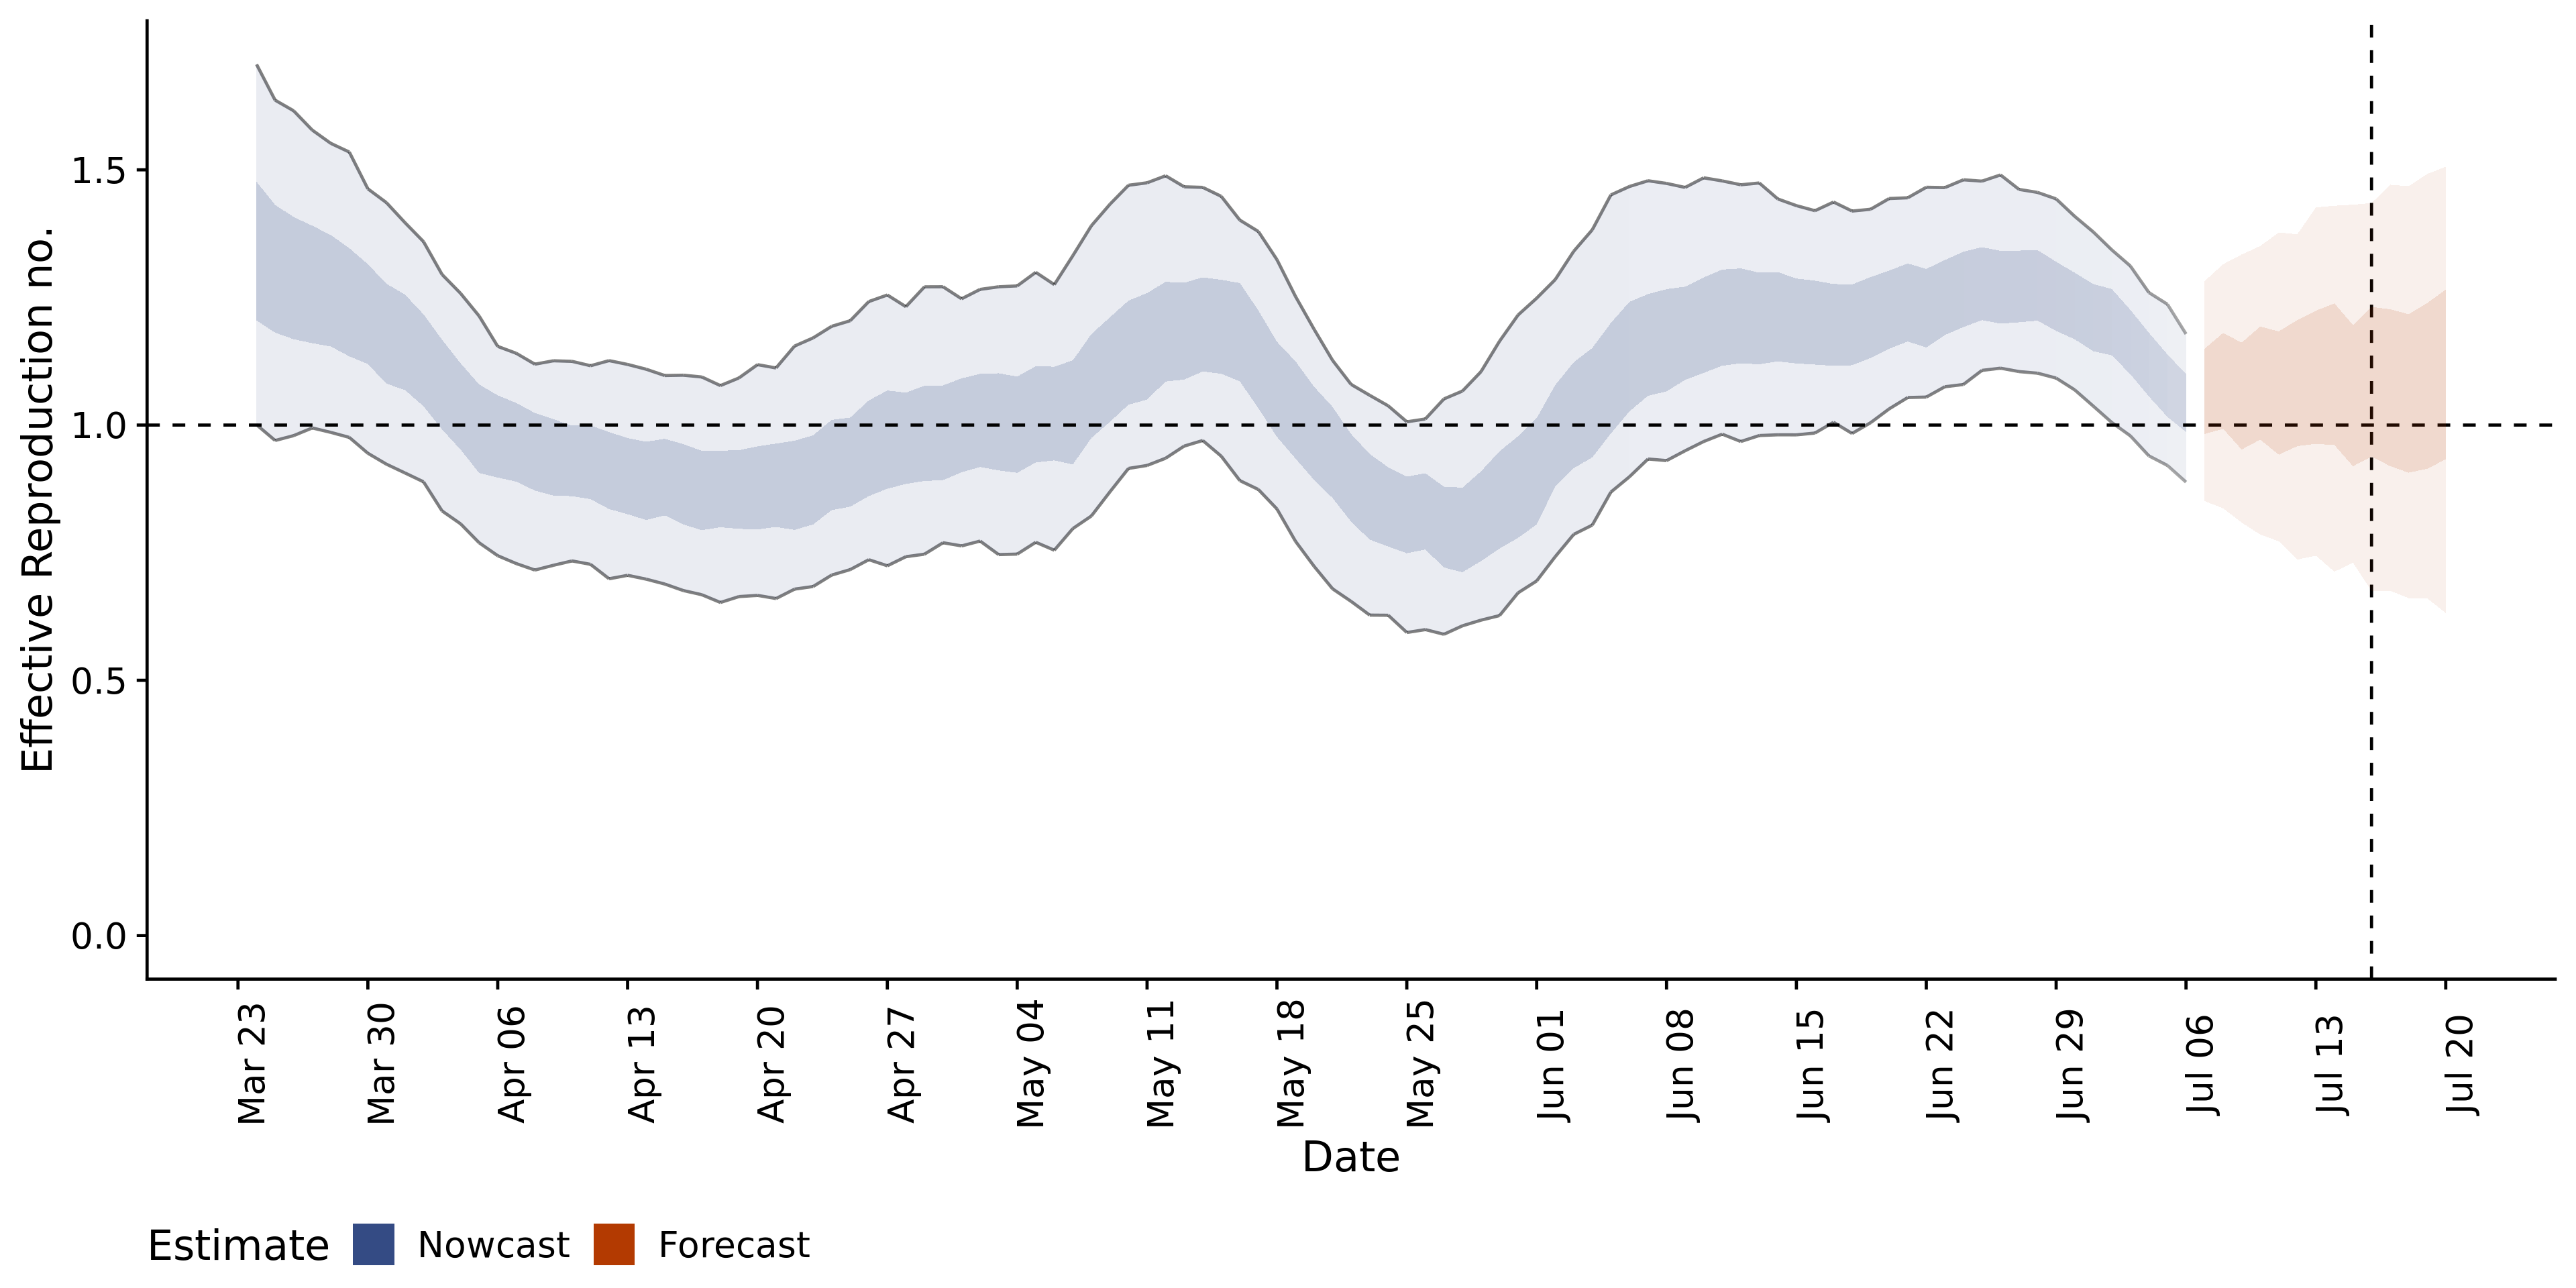 Effective Reproduction no.
1.5
1.0
0.5
0.0
Mar 23
Mar 30
Apr 06
Apr 13
Apr 20
Apr 27
May 04
May 11
May 18
May 25
Jun 01
Jun 08
Jun 15
Jun 22
Jun 29
Jul 06
Jul 13
Jul 20
Date
Estimate Nowcast Forecast